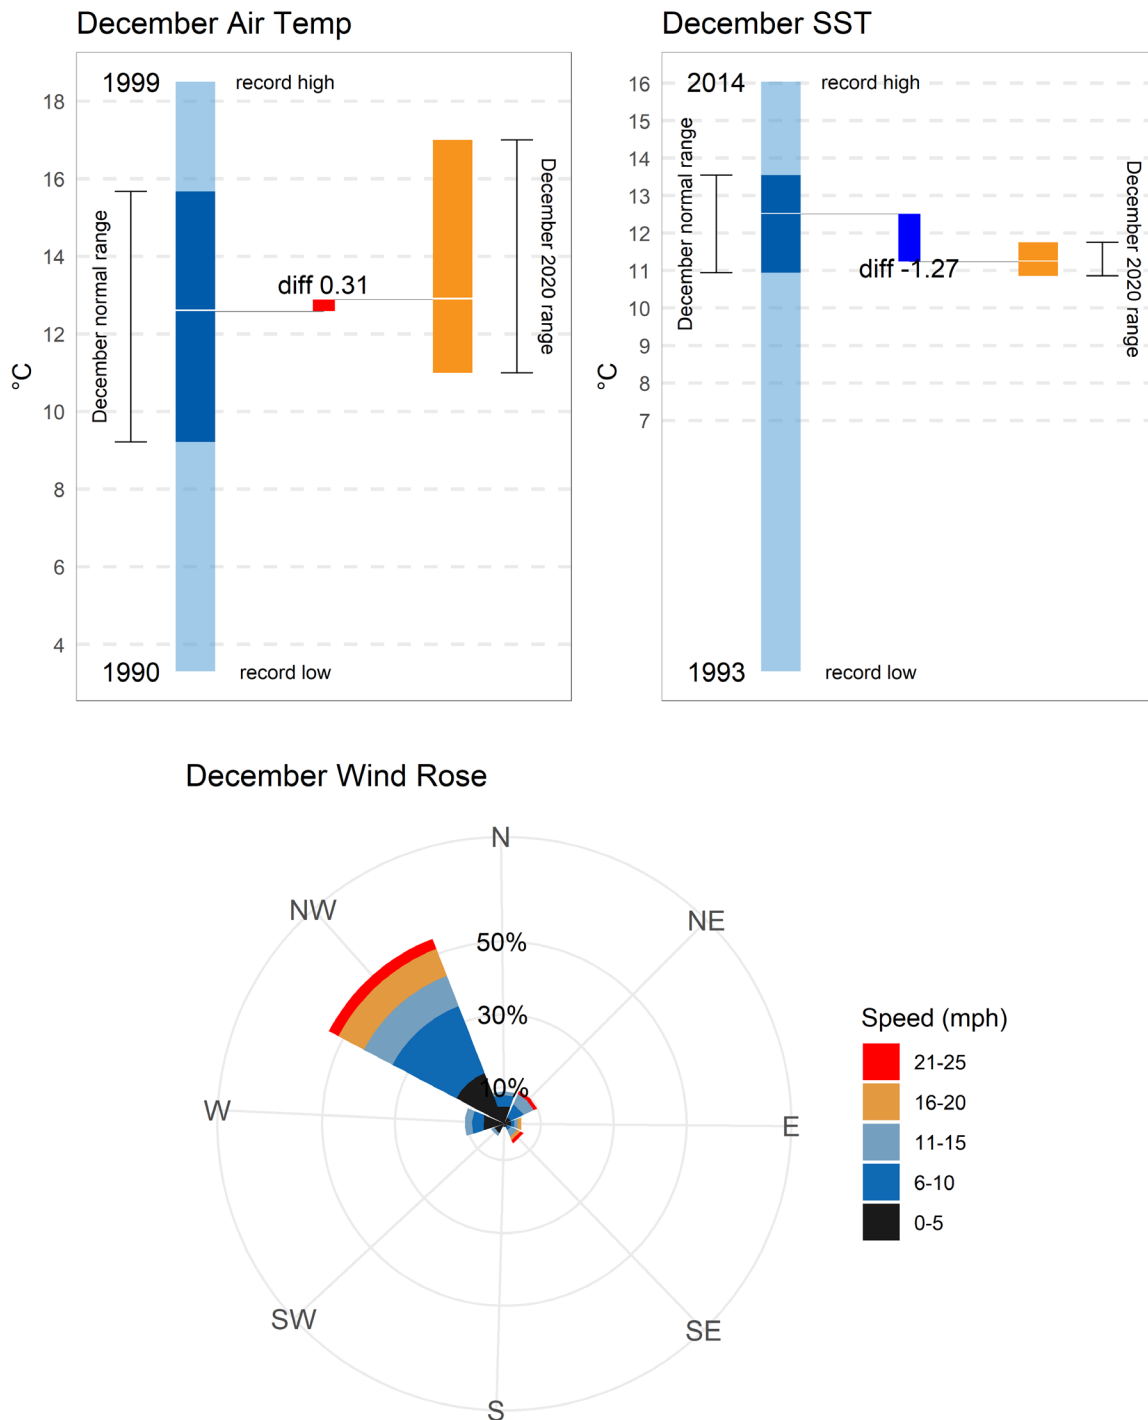 December Air Temp
1999
record high
18
16
14
12
10
8
6
4
°C
December normal range
diff 0.31
December 2020 range
1990
record low
December SST
2014
record high
16
15
14
13
12
11
10
9
8
7
°C
December normal range
diff -1.27
December 2020 range
1993
record low
December Wind Rose
N
NW
NE
50%
30%
10%
W
E
SW
SE
S
Speed (mph)
21-25
16-20
11-15
6-10
0-5